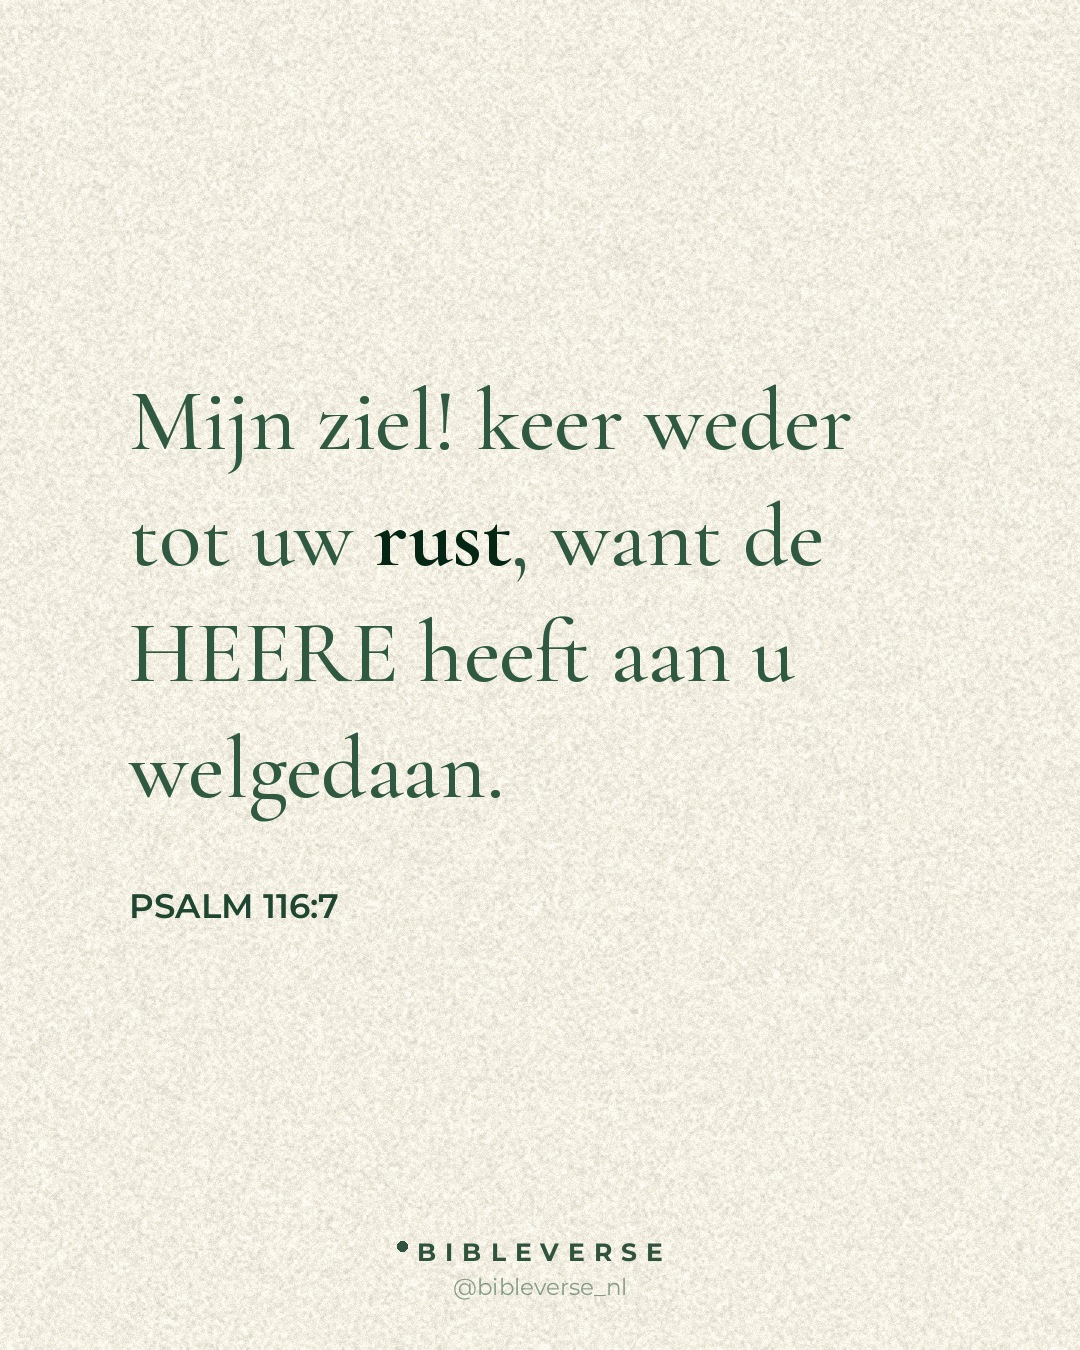 Mijn ziel! keer weder
tot uw rust, want de
HEERE heeft aan u
welgedaan.
PSALM 116:7
BIBLEVERSE
@bibleverse_nl